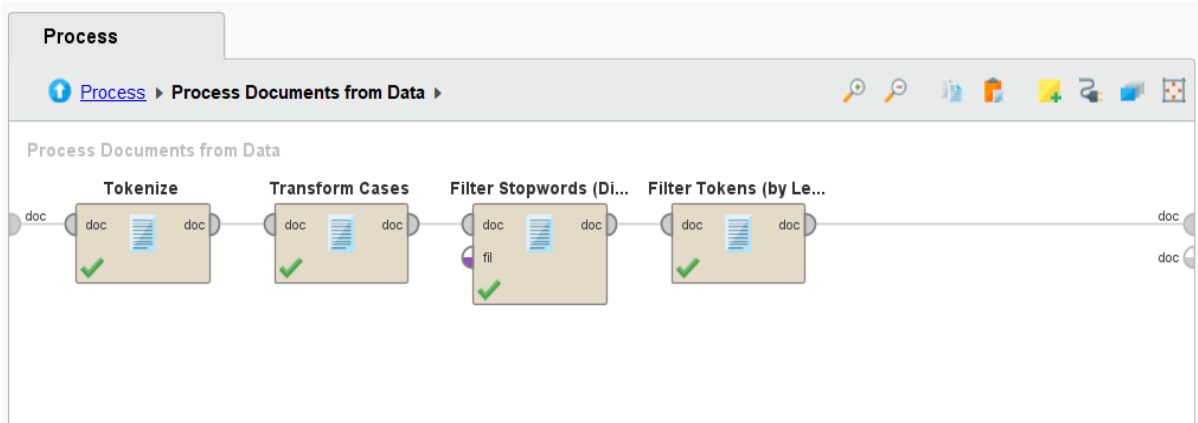 Process
Process Process Documents from Data
Process Documents from Data
Tokenize Transform Cases Filter Stopwords (Di... Filter Tokens (by Le...
doc doc doc doc doc doc doc doc doc doc
fil doc